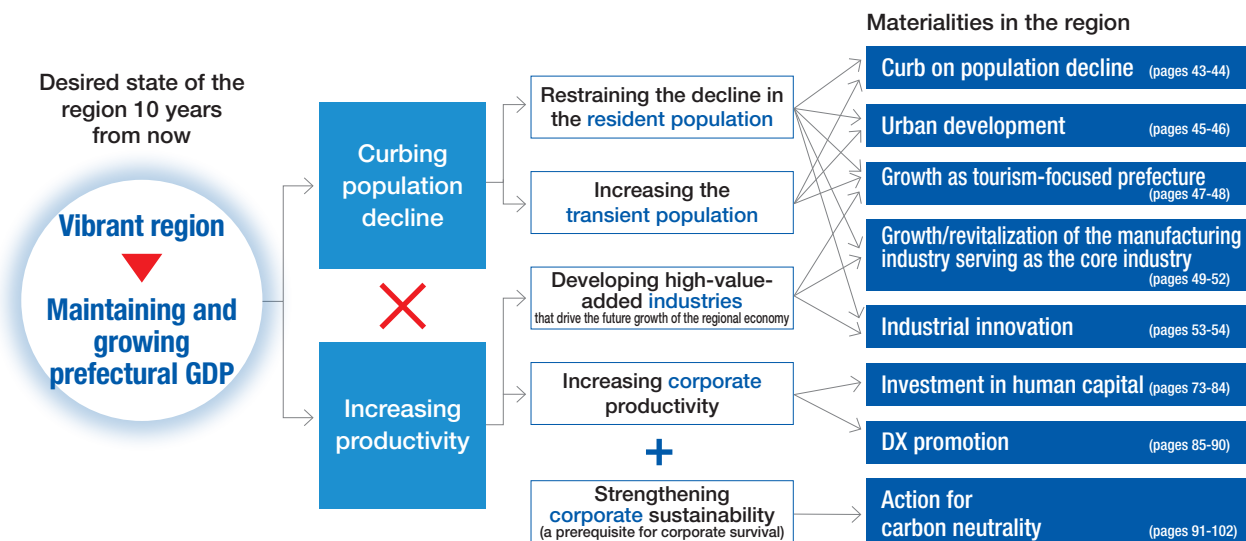 Materialities in the region
Desired state of the
region 10 years
from now
Vibrant region
Maintaining and
growing
prefectural GDP
Curbing
population
decline
Increasing
productivity
Restraining the decline in
the resident population
Increasing the
transient population
Developing high-value-
added industries
that drive the future growth of the regional economy
Increasing corporate
productivity
+
Strengthening
corporate sustainability
(a prerequisite for corporate survival)
Curb on population decline (pages 43-44)
Urban development (pages 45-46)
Growth as tourism-focused prefecture
(pages 47-48)
Growth/revitalization of the manufacturing
industry serving as the core industry
(pages 49-52)
Industrial innovation (pages 53-54)
Investment in human capital (pages 73-84)
DX promotion (pages 85-90)
Action for
carbon neutrality (pages 91-102)